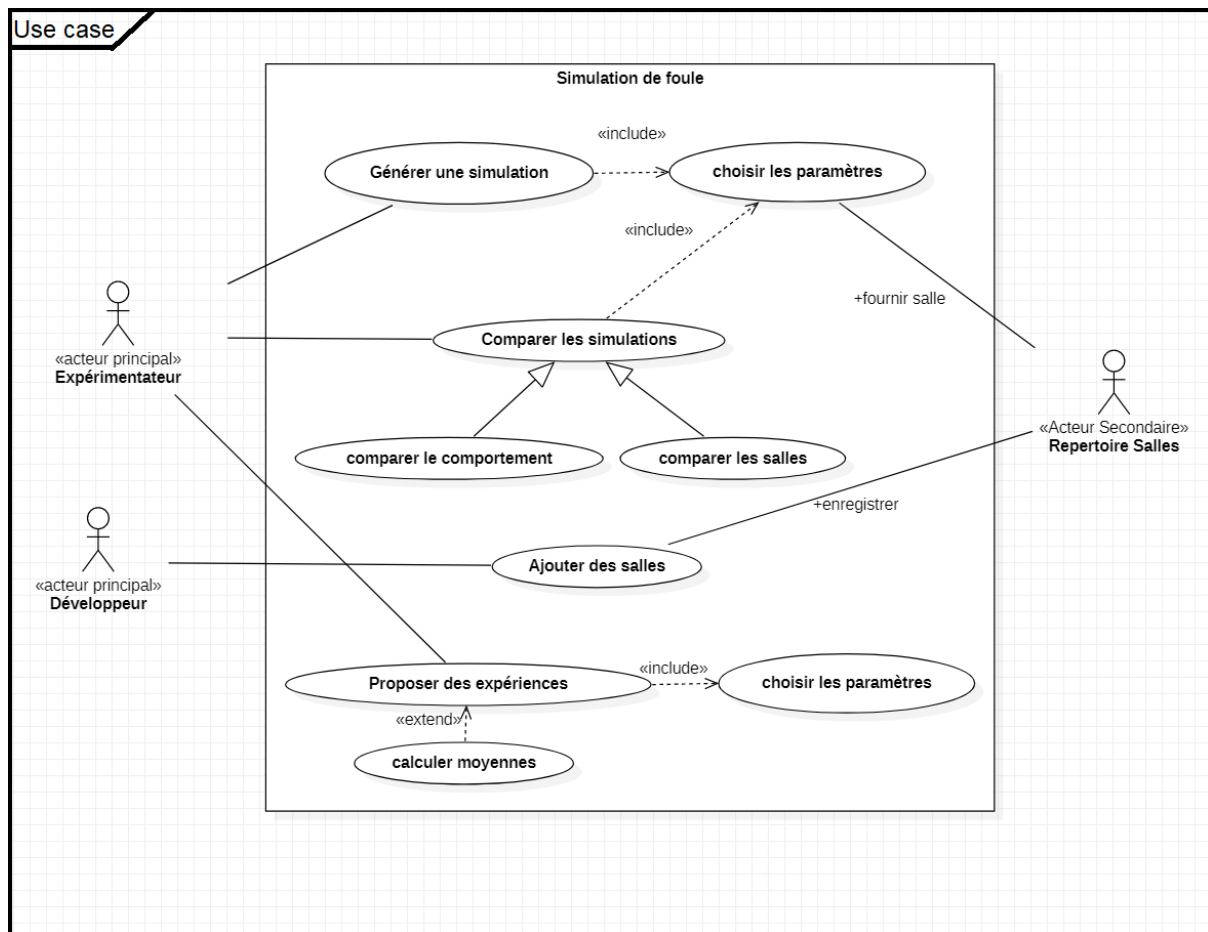 Use case
Simulation de foule
«include»
Générer une simulation
choisir les paramètres
«include»
+fournir salle
«acteur principal»
Expérimentateur
Comparer les simulations
«Acteur Secondaire»
Repertoire Salles
comparer le comportement
comparer les salles
+enregistrer
«acteur principal»
Développeur
Ajouter des salles
Proposer des expériences
«include»
choisir les paramètres
«extend»
calculer moyennes